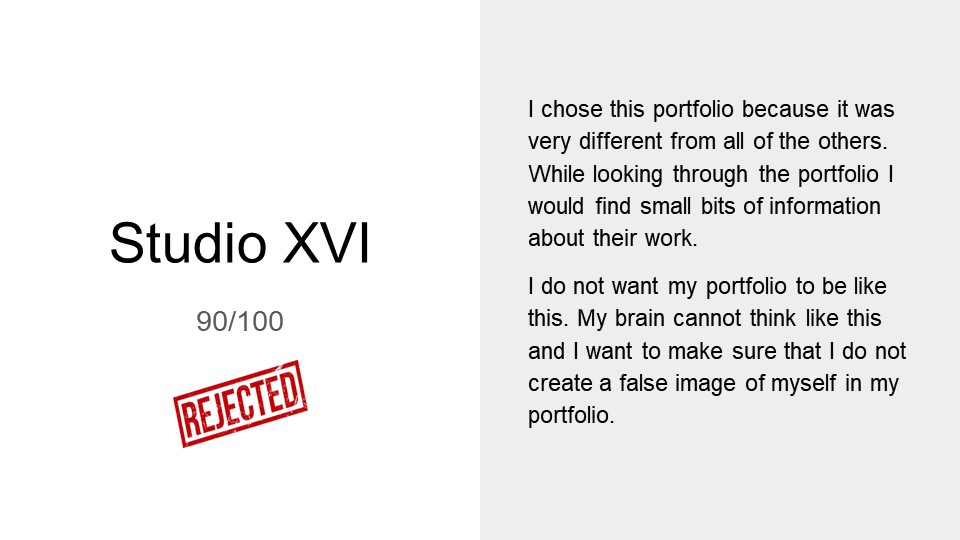 Studio XVI
90/100
REJECTED
I chose this portfolio because it was
very different from all of the others.
While looking through the portfolio I
would find small bits of information
about their work.
I do not want my portfolio to be like
this. My brain cannot think like this
and I want to make sure that I do not
create a false image of myself in my
portfolio.